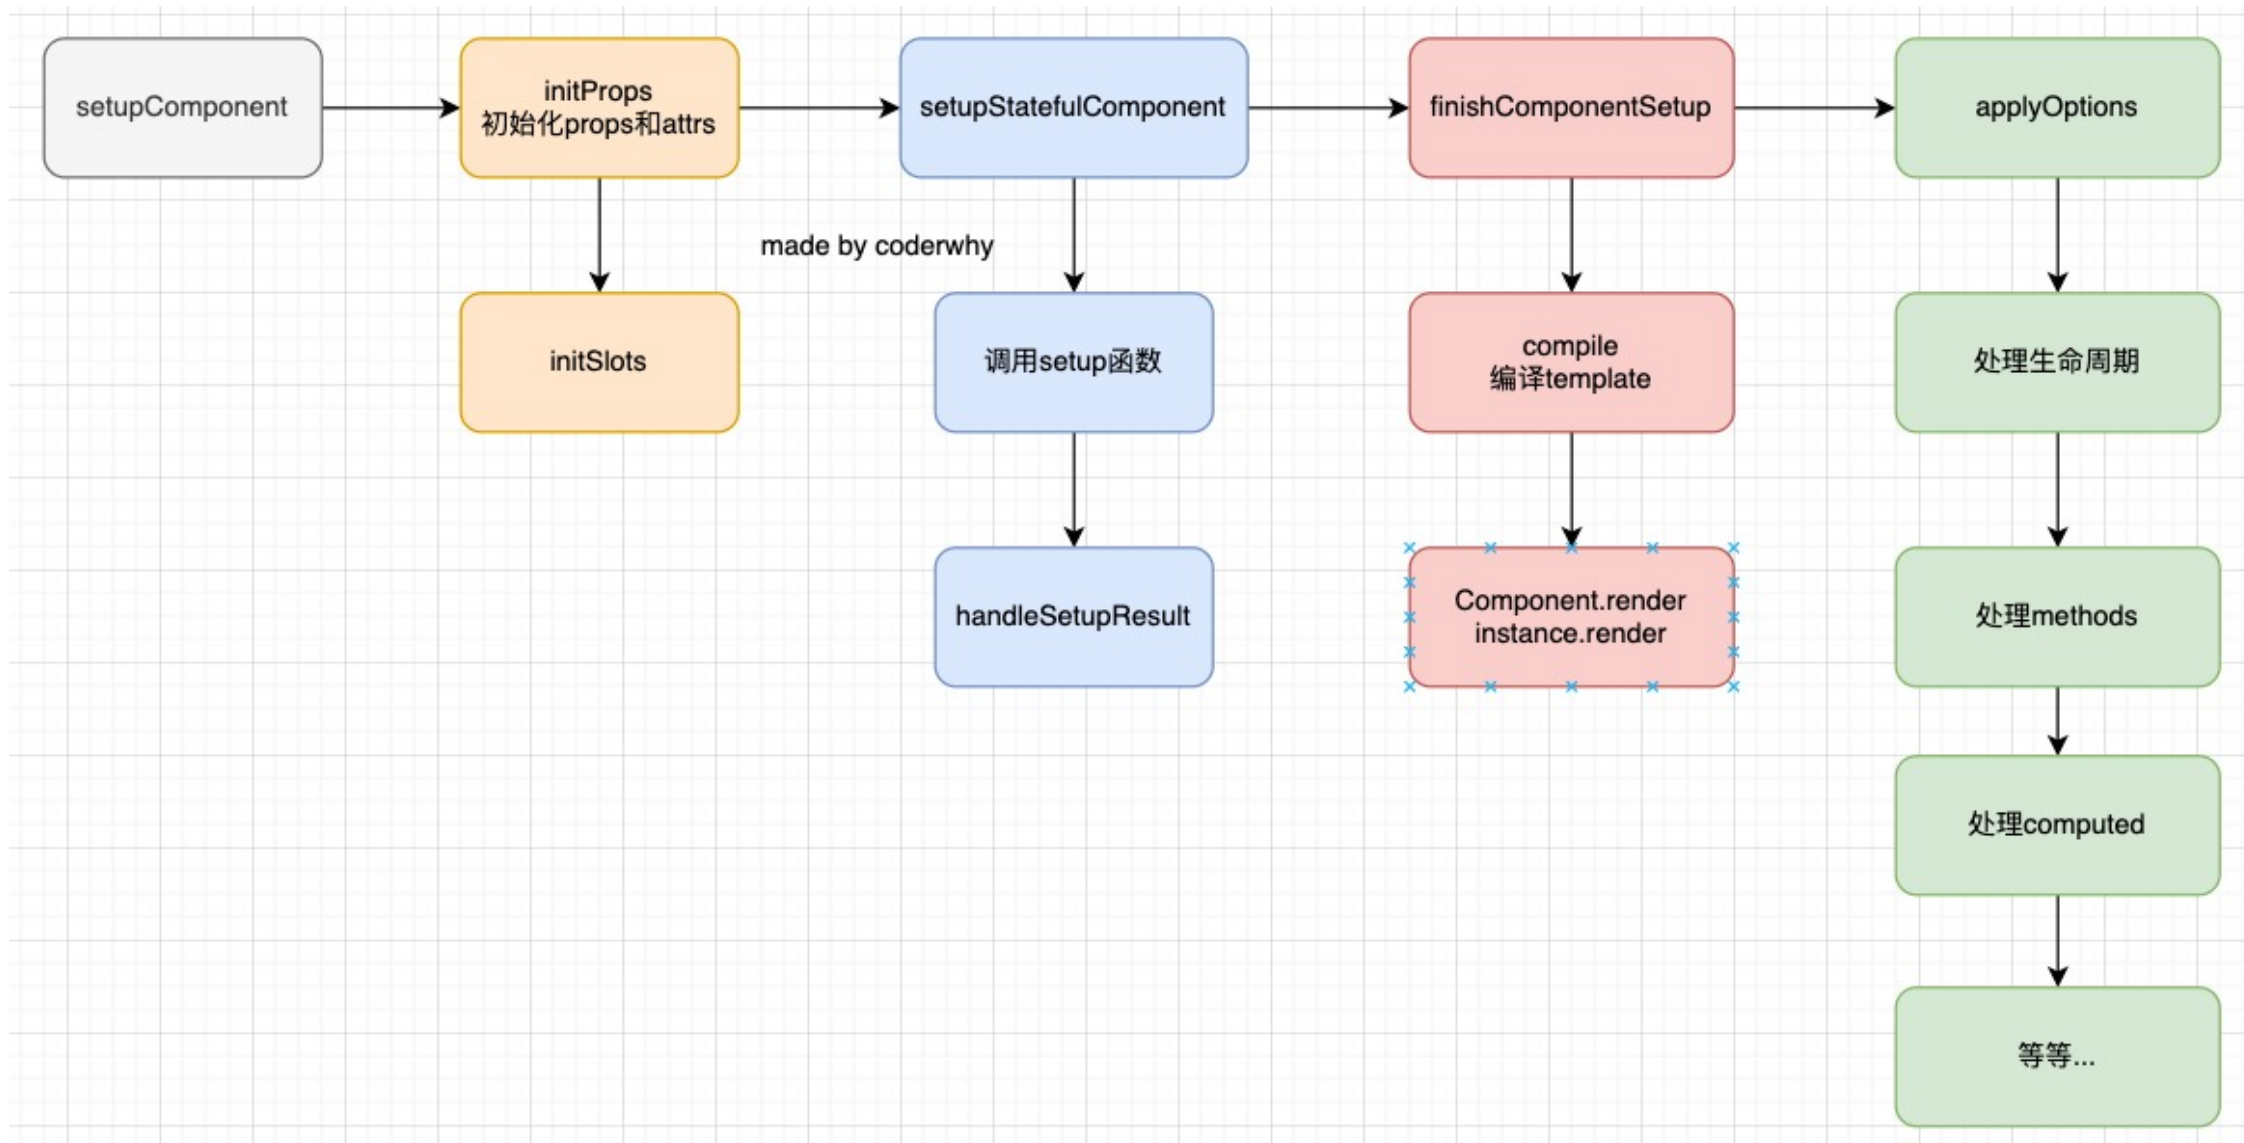 setupComponent
initProps
初始化props和attrs
setupStatefulComponent
finishComponentSetup
applyOptions
made by coderwhy
initSlots
调用setup函数
compile
编译template
处理生命周期
handleSetupResult
Component.render
instance.render
处理methods
处理computed
等等...